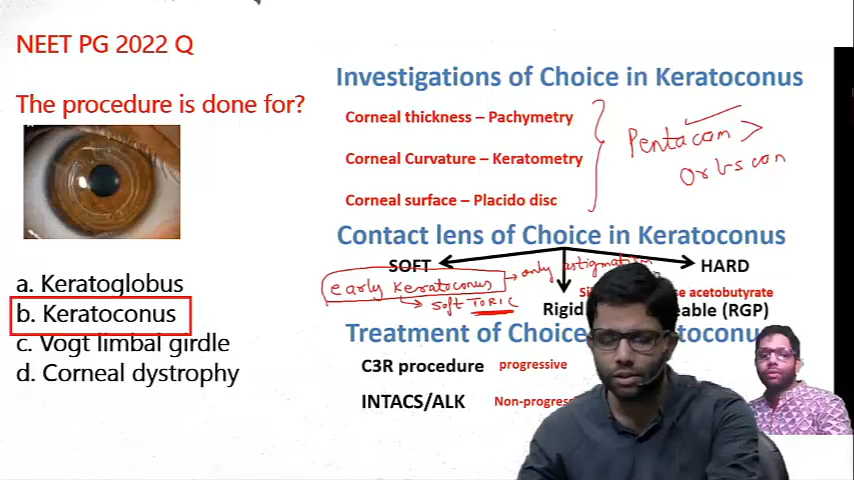 NEET PG 2022 Q
The procedure is done for?
a. Keratoglobus
b. Keratoconus
c. Vogt limbal girdle
d. Corneal dystrophy
Investigations of Choice in Keratoconus
Corneal thickness – Pachymetry
Corneal Curvature – Keratometry
Corneal surface – Placido disc
Pentacam >
Orbscan
Contact lens of Choice in Keratoconus
SOFT
HARD
early Keratoconus → only astigmatism
soft TORIC
acetobutyrate
Rigid (RGP)
Treatment of Choice
C3R procedure progressive
INTACS/ALK